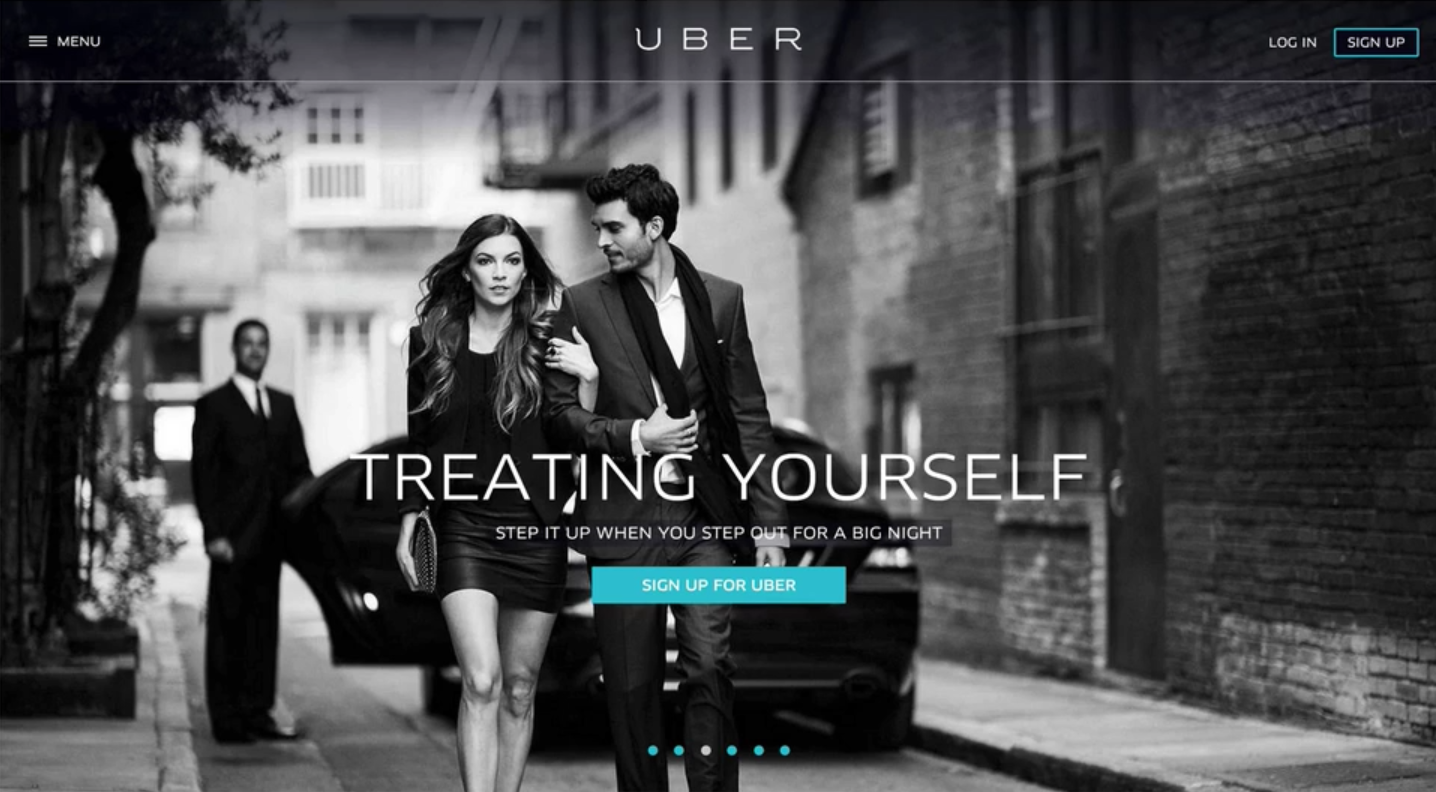 MENU
UBER
LOG IN
SIGN UP
TREATING YOURSELF
STEP IT UP WHEN YOU STEP OUT FOR A BIG NIGHT
SIGN UP FOR UBER